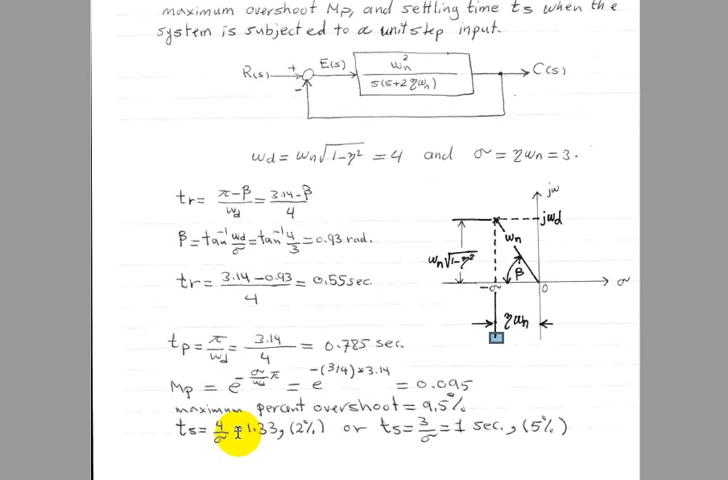 maximum overshoot Mp, and settling time ts when the
system is subjected to a unit step input.
R(s) + - E(s) ωn² / s(s+2ζωn) C(s)
ωd = ωn√1-ζ² = 4 and σ = ζωn = 3.
tr = π-β / ωd = 3.14-β / 4
β = tan⁻¹ ωd/σ = tan⁻¹ 4/3 = 0.93 rad.
tr = 3.14-0.93 / 4 = 0.55 sec.
jω
jωd
ωn
ωn√1-ζ²
β
-σ 0 σ
ζωn
tp = π/ωd = 3.14/4 = 0.785 sec.
Mp = e^-(σ/ωd)π = e^-(3/4)*3.14 = 0.095
maximum percent overshoot = 9.5%
ts = 4/σ = 1.33, (2%) or ts = 3/σ = 1 sec., (5%)